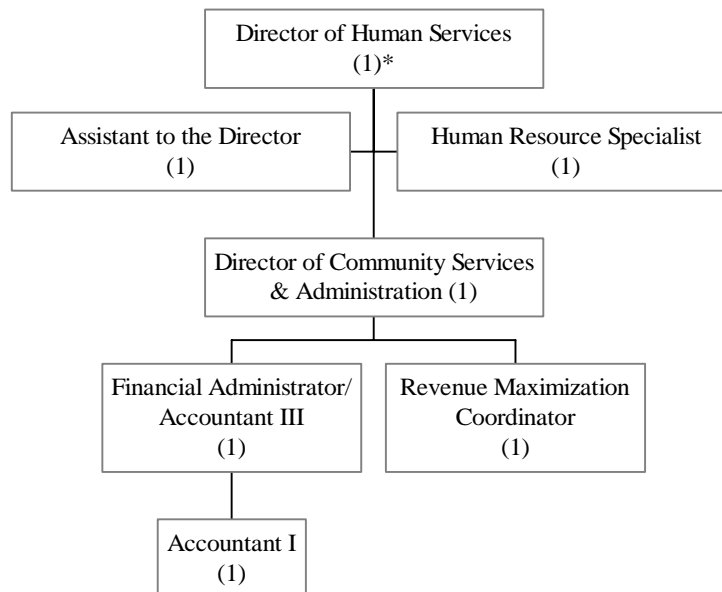 Director of Human Services
(1)*
Assistant to the Director
(1)
Human Resource Specialist
(1)
Director of Community Services
& Administration (1)
Financial Administrator/
Accountant III
(1)
Revenue Maximization
Coordinator
(1)
Accountant I
(1)